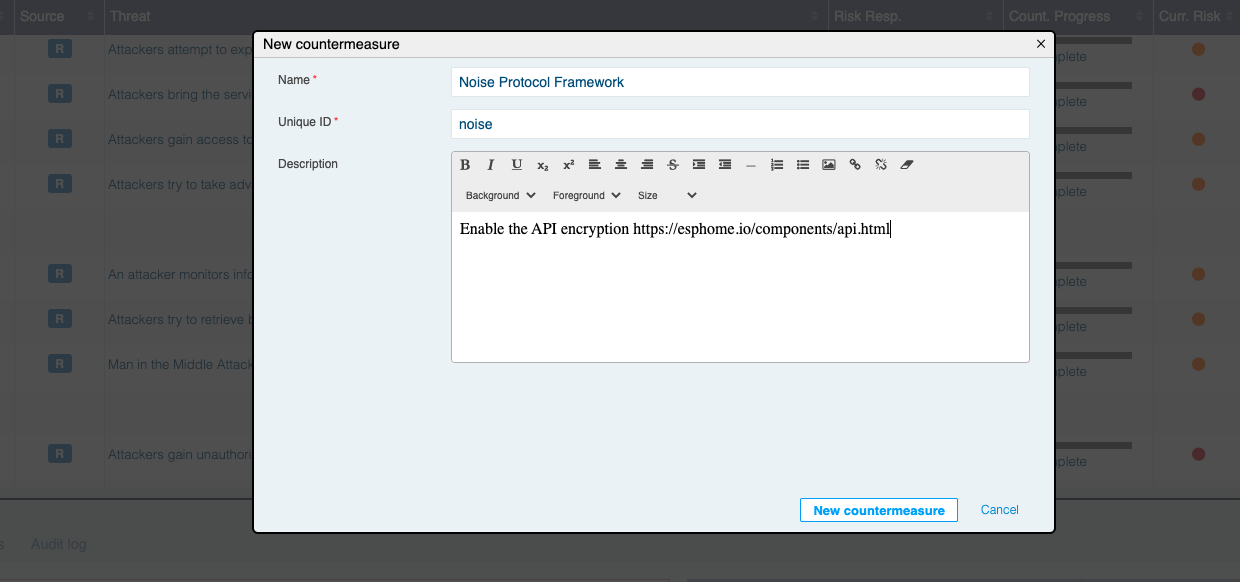 Source Threat Risk Resp. Count. Progress Curr. Risk
New countermeasure ×
R Attackers attempt to exp plete
Name *
Noise Protocol Framework
R Attackers bring the servi plete
Unique ID *
noise
R Attackers gain access to plete
Description
B I U x₂ x² S
R Attackers try to take adv plete
Background Foreground Size
Enable the API encryption https://esphome.io/components/api.html
R An attacker monitors info plete
R Attackers try to retrieve b plete
R Man in the Middle Attack plete
R Attackers gain unauthori plete
New countermeasure Cancel
s Audit log